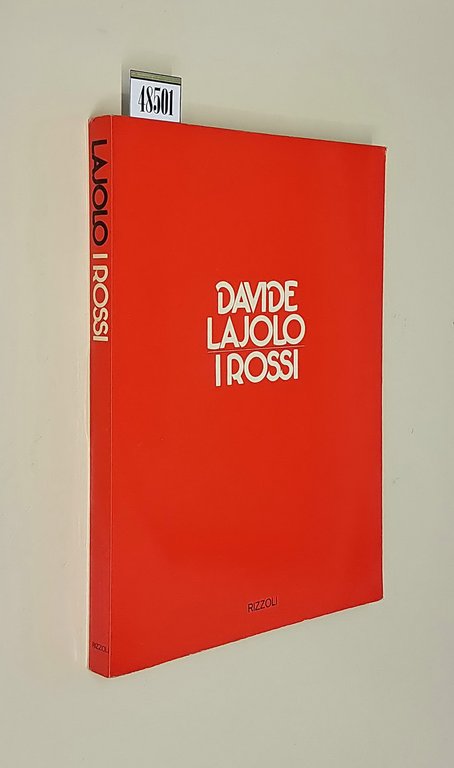 48501
LAJOLO I ROSSI
DAVIDE
LAJOLO
I ROSSI
RIZZOLI
RIZZOLI